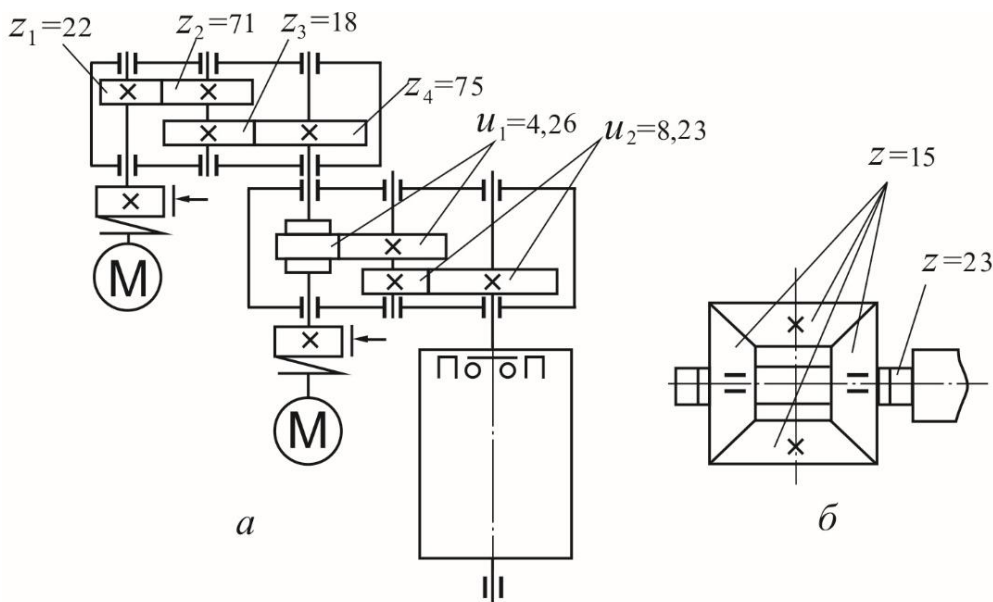 z₁=22
z₂=71
z₃=18
z₄=75
u₁=4,26
u₂=8,23
z=15
z=23
М
М
а
б